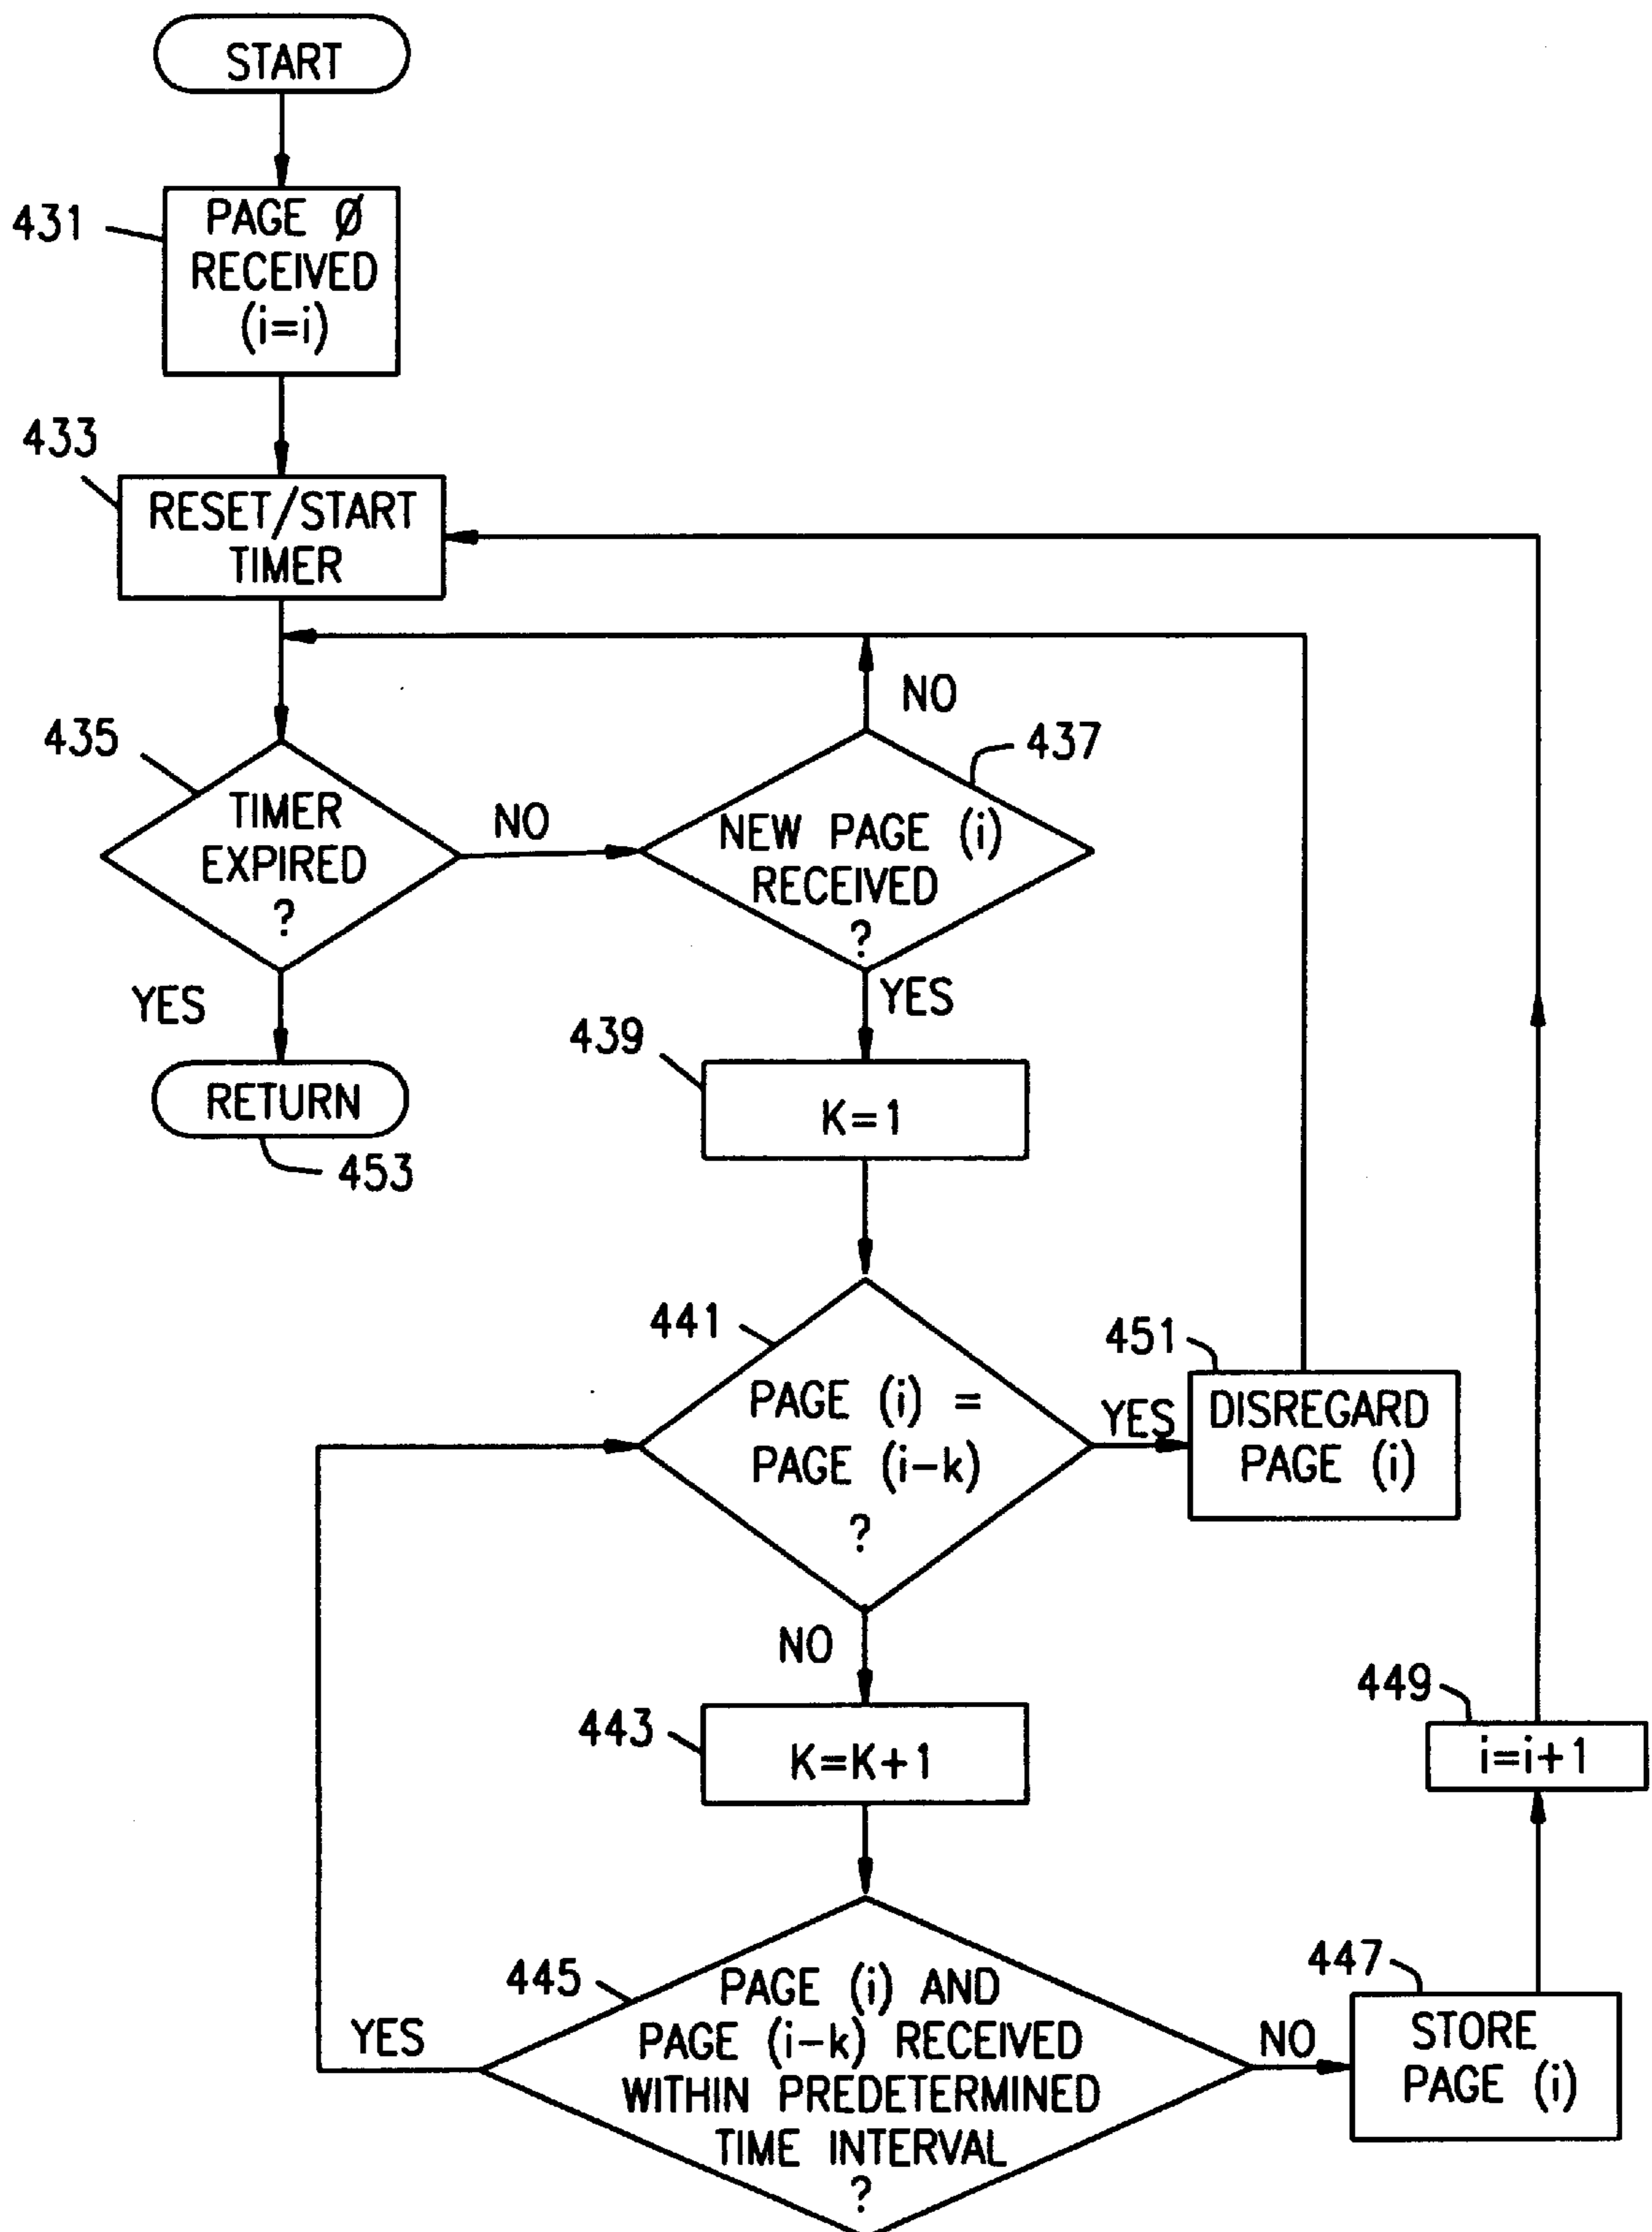 START
431
PAGE Ø
RECEIVED
(i=i)
433
RESET/START
TIMER
435
TIMER
EXPIRED
?
NO
YES
437
NEW PAGE (i)
RECEIVED
?
NO
YES
RETURN
453
439
K=1
441
PAGE (i) =
PAGE (i-k)
?
YES
NO
451
DISREGARD
PAGE (i)
443
K=K+1
449
i=i+1
445
PAGE (i) AND
PAGE (i-k) RECEIVED
WITHIN PREDETERMINED
TIME INTERVAL
?
YES
NO
447
STORE
PAGE (i)